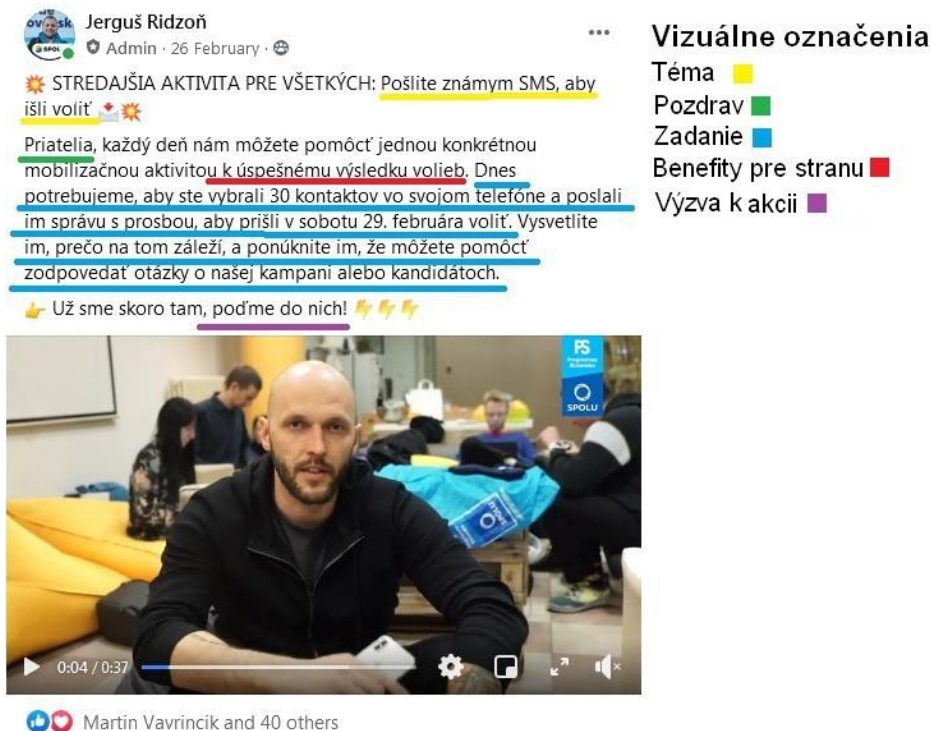 Jerguš Ridzoň
Admin · 26 February ·
STREDAJŠIA AKTIVITA PRE VŠETKÝCH: Pošlite známym SMS, aby
išli voliť
Priatelia, každý deň nám môžete pomôcť jednou konkrétnou
mobilizačnou aktivitou k úspešnému výsledku volieb. Dnes
potrebujeme, aby ste vybrali 30 kontaktov vo svojom telefóne a poslali
im správu s prosbou, aby prišli v sobotu 29. februára voliť. Vysvetlite
im, prečo na tom záleží, a ponúknite im, že môžete pomôcť
zodpovedať otázky o našej kampani alebo kandidátoch.
Už sme skoro tam, poďme do nich!
PS
Progresívne
Slovensko
SPOLU
0:04 / 0:37
Martin Vavrincik and 40 others
Vizuálne označenia
Téma
Pozdrav
Zadanie
Benefity pre stranu
Výzva k akcii